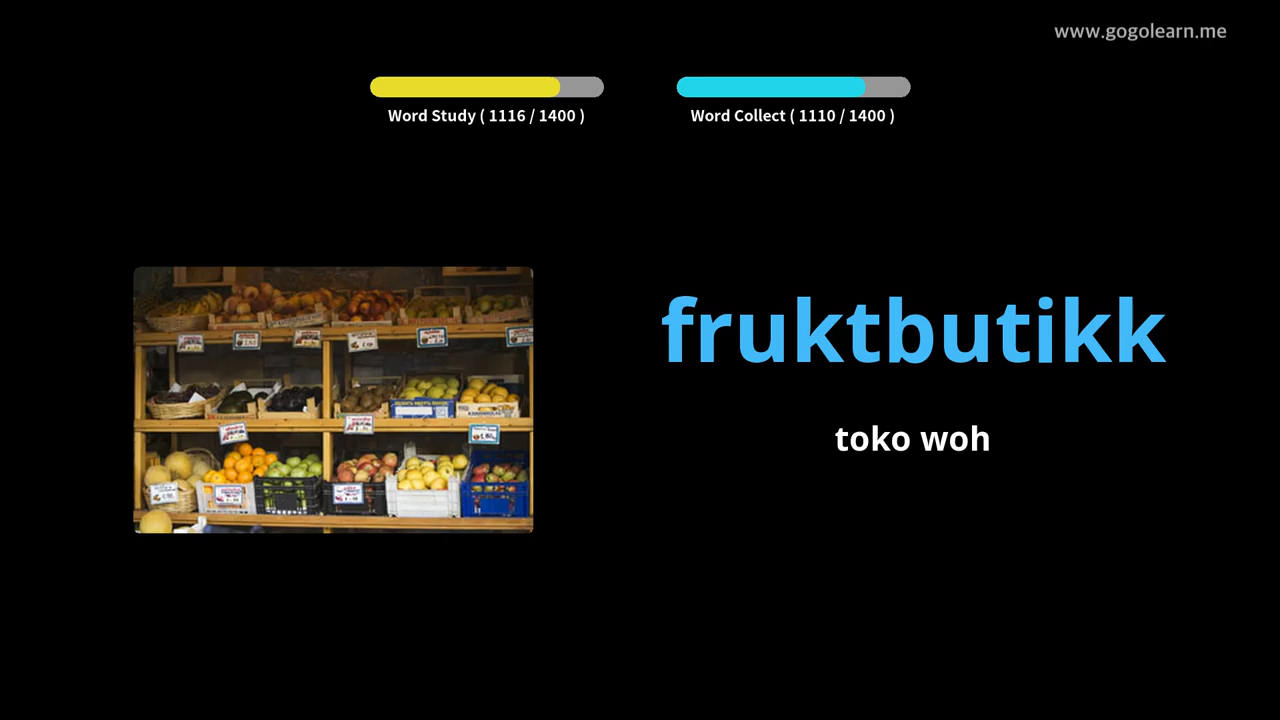 www.gogolearn.me
Word Study ( 1116 / 1400 )
Word Collect ( 1110 / 1400 )
fruktbutikk
toko woh